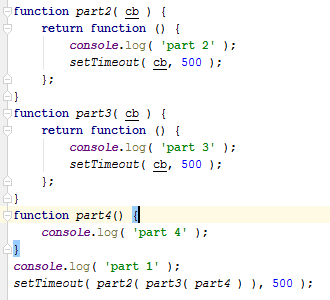 function part2( cb ) {
    return function () {
        console.log( 'part 2' );
        setTimeout( cb, 500 );
    };
}
function part3( cb ) {
    return function () {
        console.log( 'part 3' );
        setTimeout( cb, 500 );
    };
}
function part4() {
    console.log( 'part 4' );
}
console.log( 'part 1' );
setTimeout( part2( part3( part4 ) ), 500 );